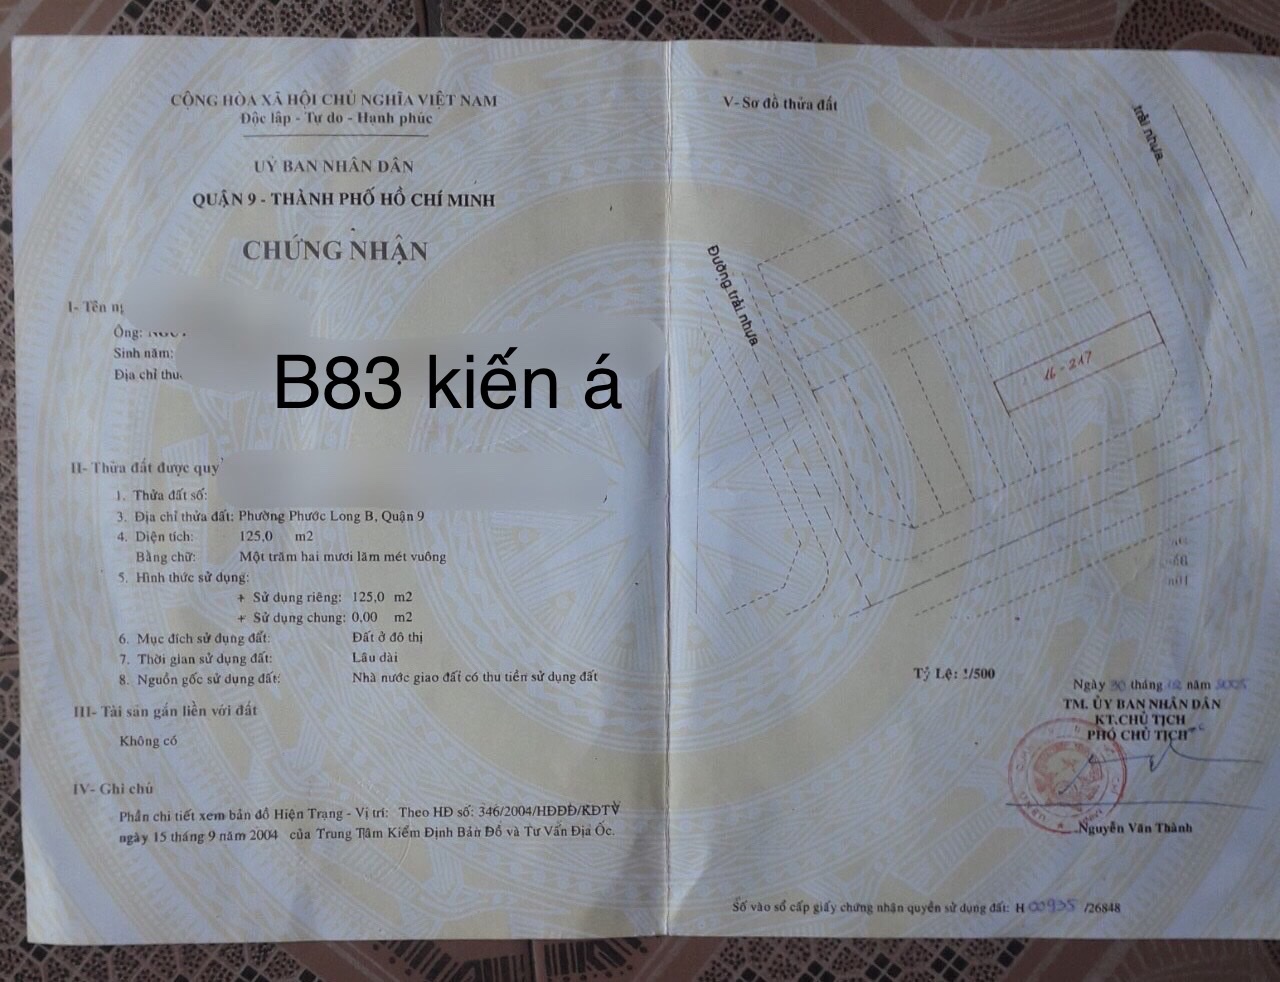 CỘNG HÒA XÃ HỘI CHỦ NGHĨA VIỆT NAM
Độc lập - Tự do - Hạnh phúc
UỶ BAN NHÂN DÂN
QUẬN 9 - THÀNH PHỐ HỒ CHÍ MINH
CHỨNG NHẬN
I- Tên
Ông:
Sinh năm:
Địa chỉ
B83 kiến á
II- Thửa đất được
1. Thửa đất số:
3. Địa chỉ thửa đất: Phường Phước Long B, Quận 9
4. Diện tích: 125,0 m2
Bằng chữ: Một trăm hai mươi lăm mét vuông
5. Hình thức sử dụng:
+ Sử dụng riêng: 125,0 m2
+ Sử dụng chung: 0,00 m2
6. Mục đích sử dụng đất: Đất ở đô thị
7. Thời gian sử dụng đất: Lâu dài
8. Nguồn gốc sử dụng đất: Nhà nước giao đất có thu tiền sử dụng đất
III- Tài sản gắn liền với đất
Không có
IV- Ghi chú
Phần chi tiết xem bản đồ Hiện Trạng - Vị trí: Theo HĐ số: 346/2004/HĐĐĐ/KĐTV
ngày 15 tháng 9 năm 2004 của Trung Tâm Kiểm Định Bản Đồ và Tư Vấn Địa Ốc.
V- Sơ đồ thửa đất
trải nhựa
Đường trải nhựa
16 - 217
Tỷ Lệ: 1/500
Ngày 30 tháng 02 năm 2005
TM. ỦY BAN NHÂN DÂN
KT.CHỦ TỊCH
PHÓ CHỦ TỊCH
Nguyễn Văn Thành
Số vào sổ cấp giấy chứng nhận quyền sử dụng đất: H 00935 /26848